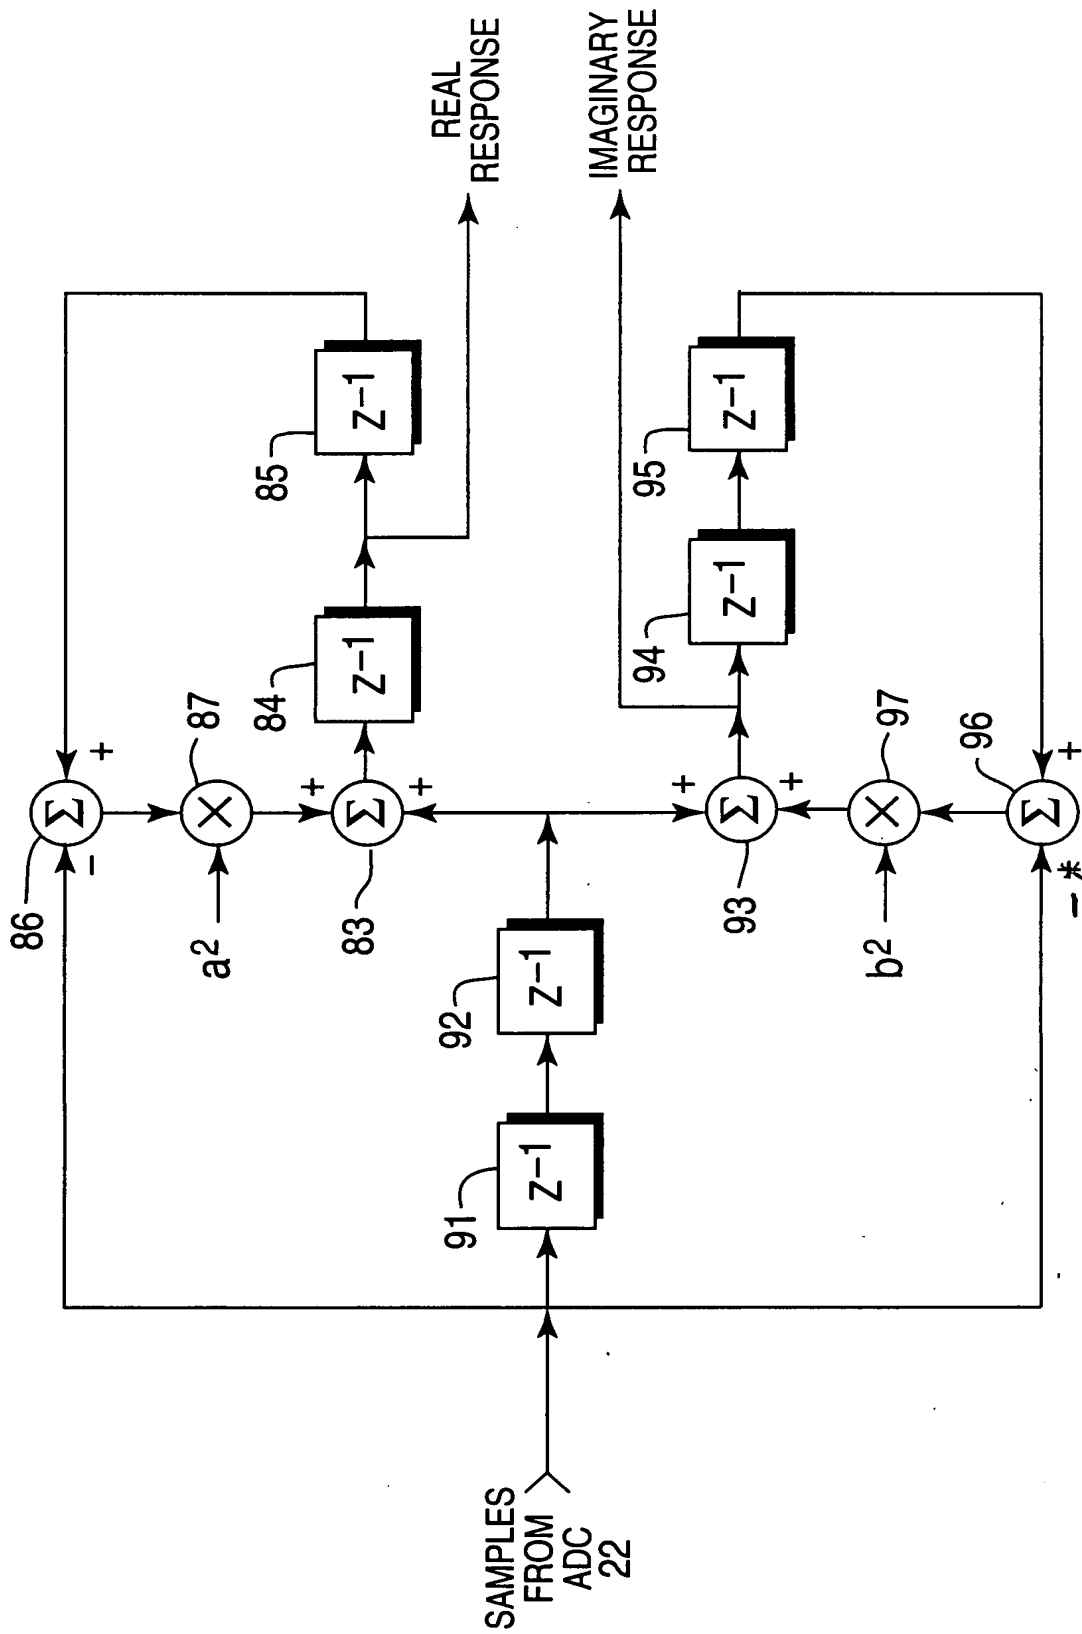 REAL
RESPONSE
IMAGINARY
RESPONSE
85
Z⁻¹
95
Z⁻¹
84
Z⁻¹
94
Z⁻¹
86
Σ
+
−
87
×
a²
+
83
Σ
+
+
93
Σ
+
97
×
b²
96
Σ
+
−*
92
Z⁻¹
91
Z⁻¹
SAMPLES
FROM
ADC
22